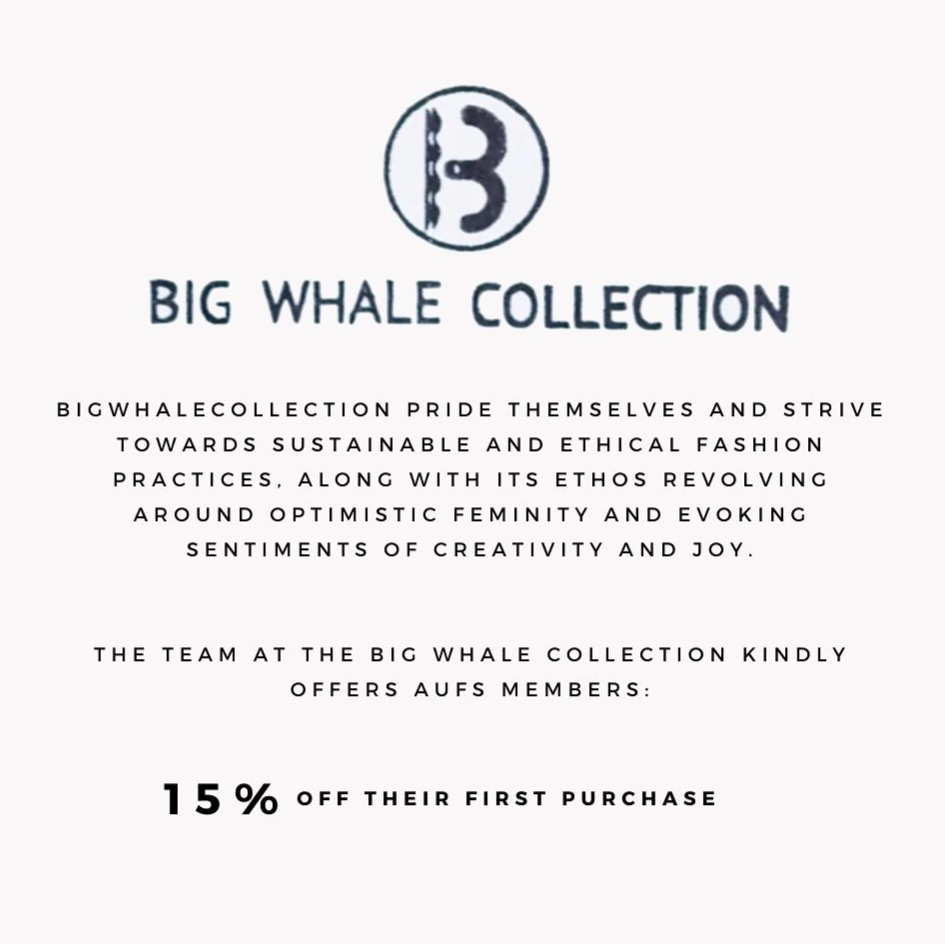 B
BIG WHALE COLLECTION
BIGWHALECOLLECTION PRIDE THEMSELVES AND STRIVE
TOWARDS SUSTAINABLE AND ETHICAL FASHION
PRACTICES, ALONG WITH ITS ETHOS REVOLVING
AROUND OPTIMISTIC FEMINITY AND EVOKING
SENTIMENTS OF CREATIVITY AND JOY.
THE TEAM AT THE BIG WHALE COLLECTION KINDLY
OFFERS AUFS MEMBERS:
15% OFF THEIR FIRST PURCHASE